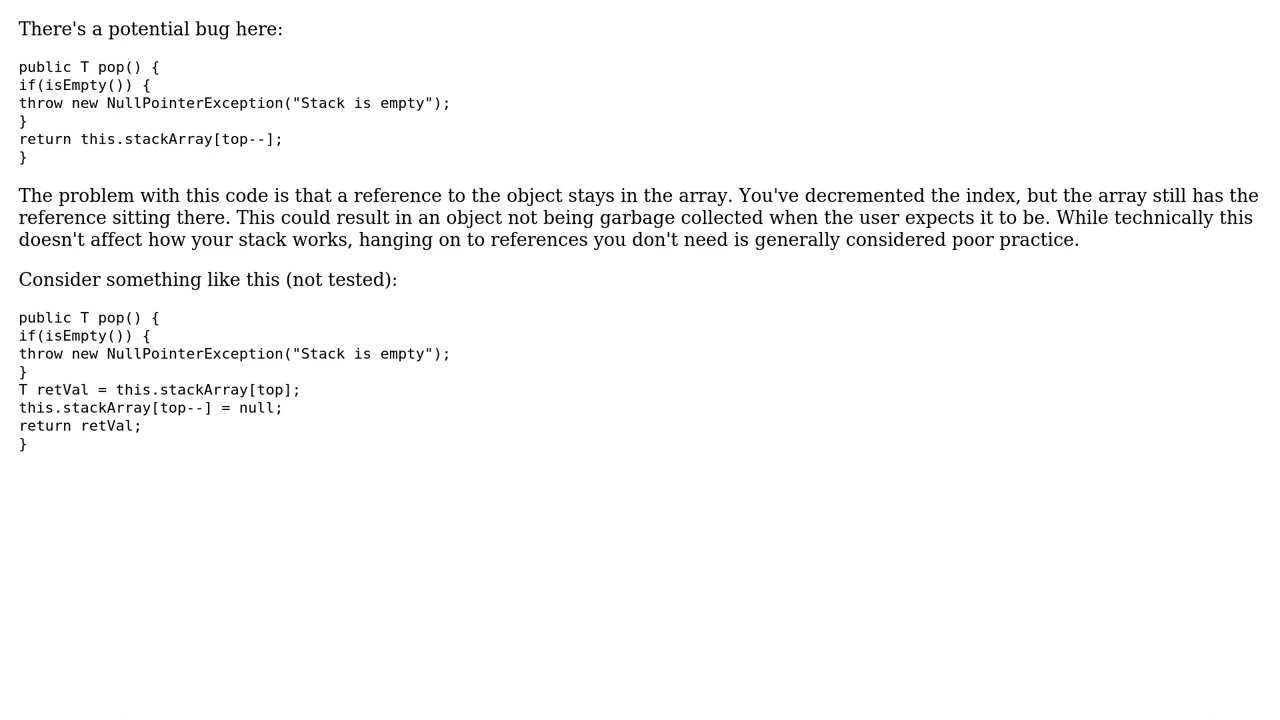 There's a potential bug here:
public T pop() {
if(isEmpty()) {
throw new NullPointerException("Stack is empty");
}
return this.stackArray[top--];
}
The problem with this code is that a reference to the object stays in the array. You've decremented the index, but the array still has the
reference sitting there. This could result in an object not being garbage collected when the user expects it to be. While technically this
doesn't affect how your stack works, hanging on to references you don't need is generally considered poor practice.
Consider something like this (not tested):
public T pop() {
if(isEmpty()) {
throw new NullPointerException("Stack is empty");
}
T retVal = this.stackArray[top];
this.stackArray[top--] = null;
return retVal;
}